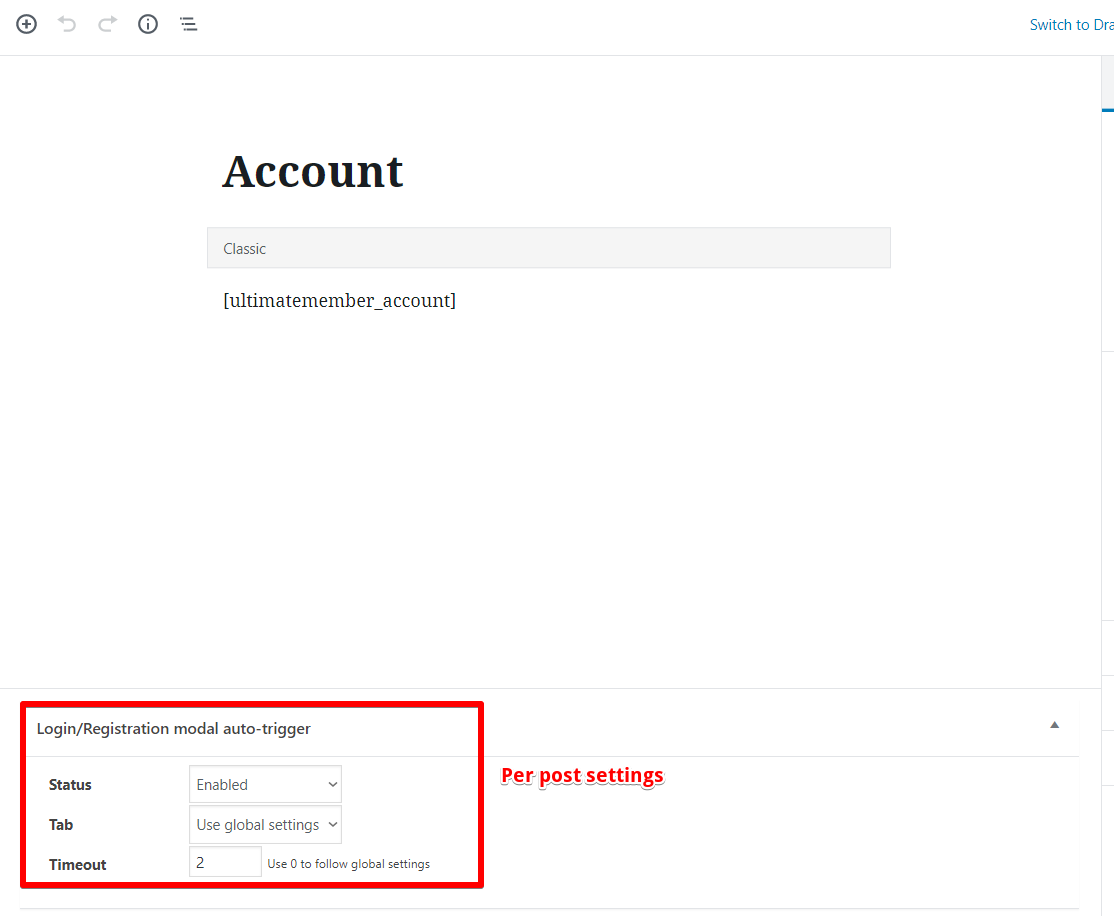 Switch to Dra
Account
Classic
[ultimatemember_account]
Login/Registration modal auto-trigger
Per post settings
Status Enabled
Tab Use global settings
Timeout 2 Use 0 to follow global settings